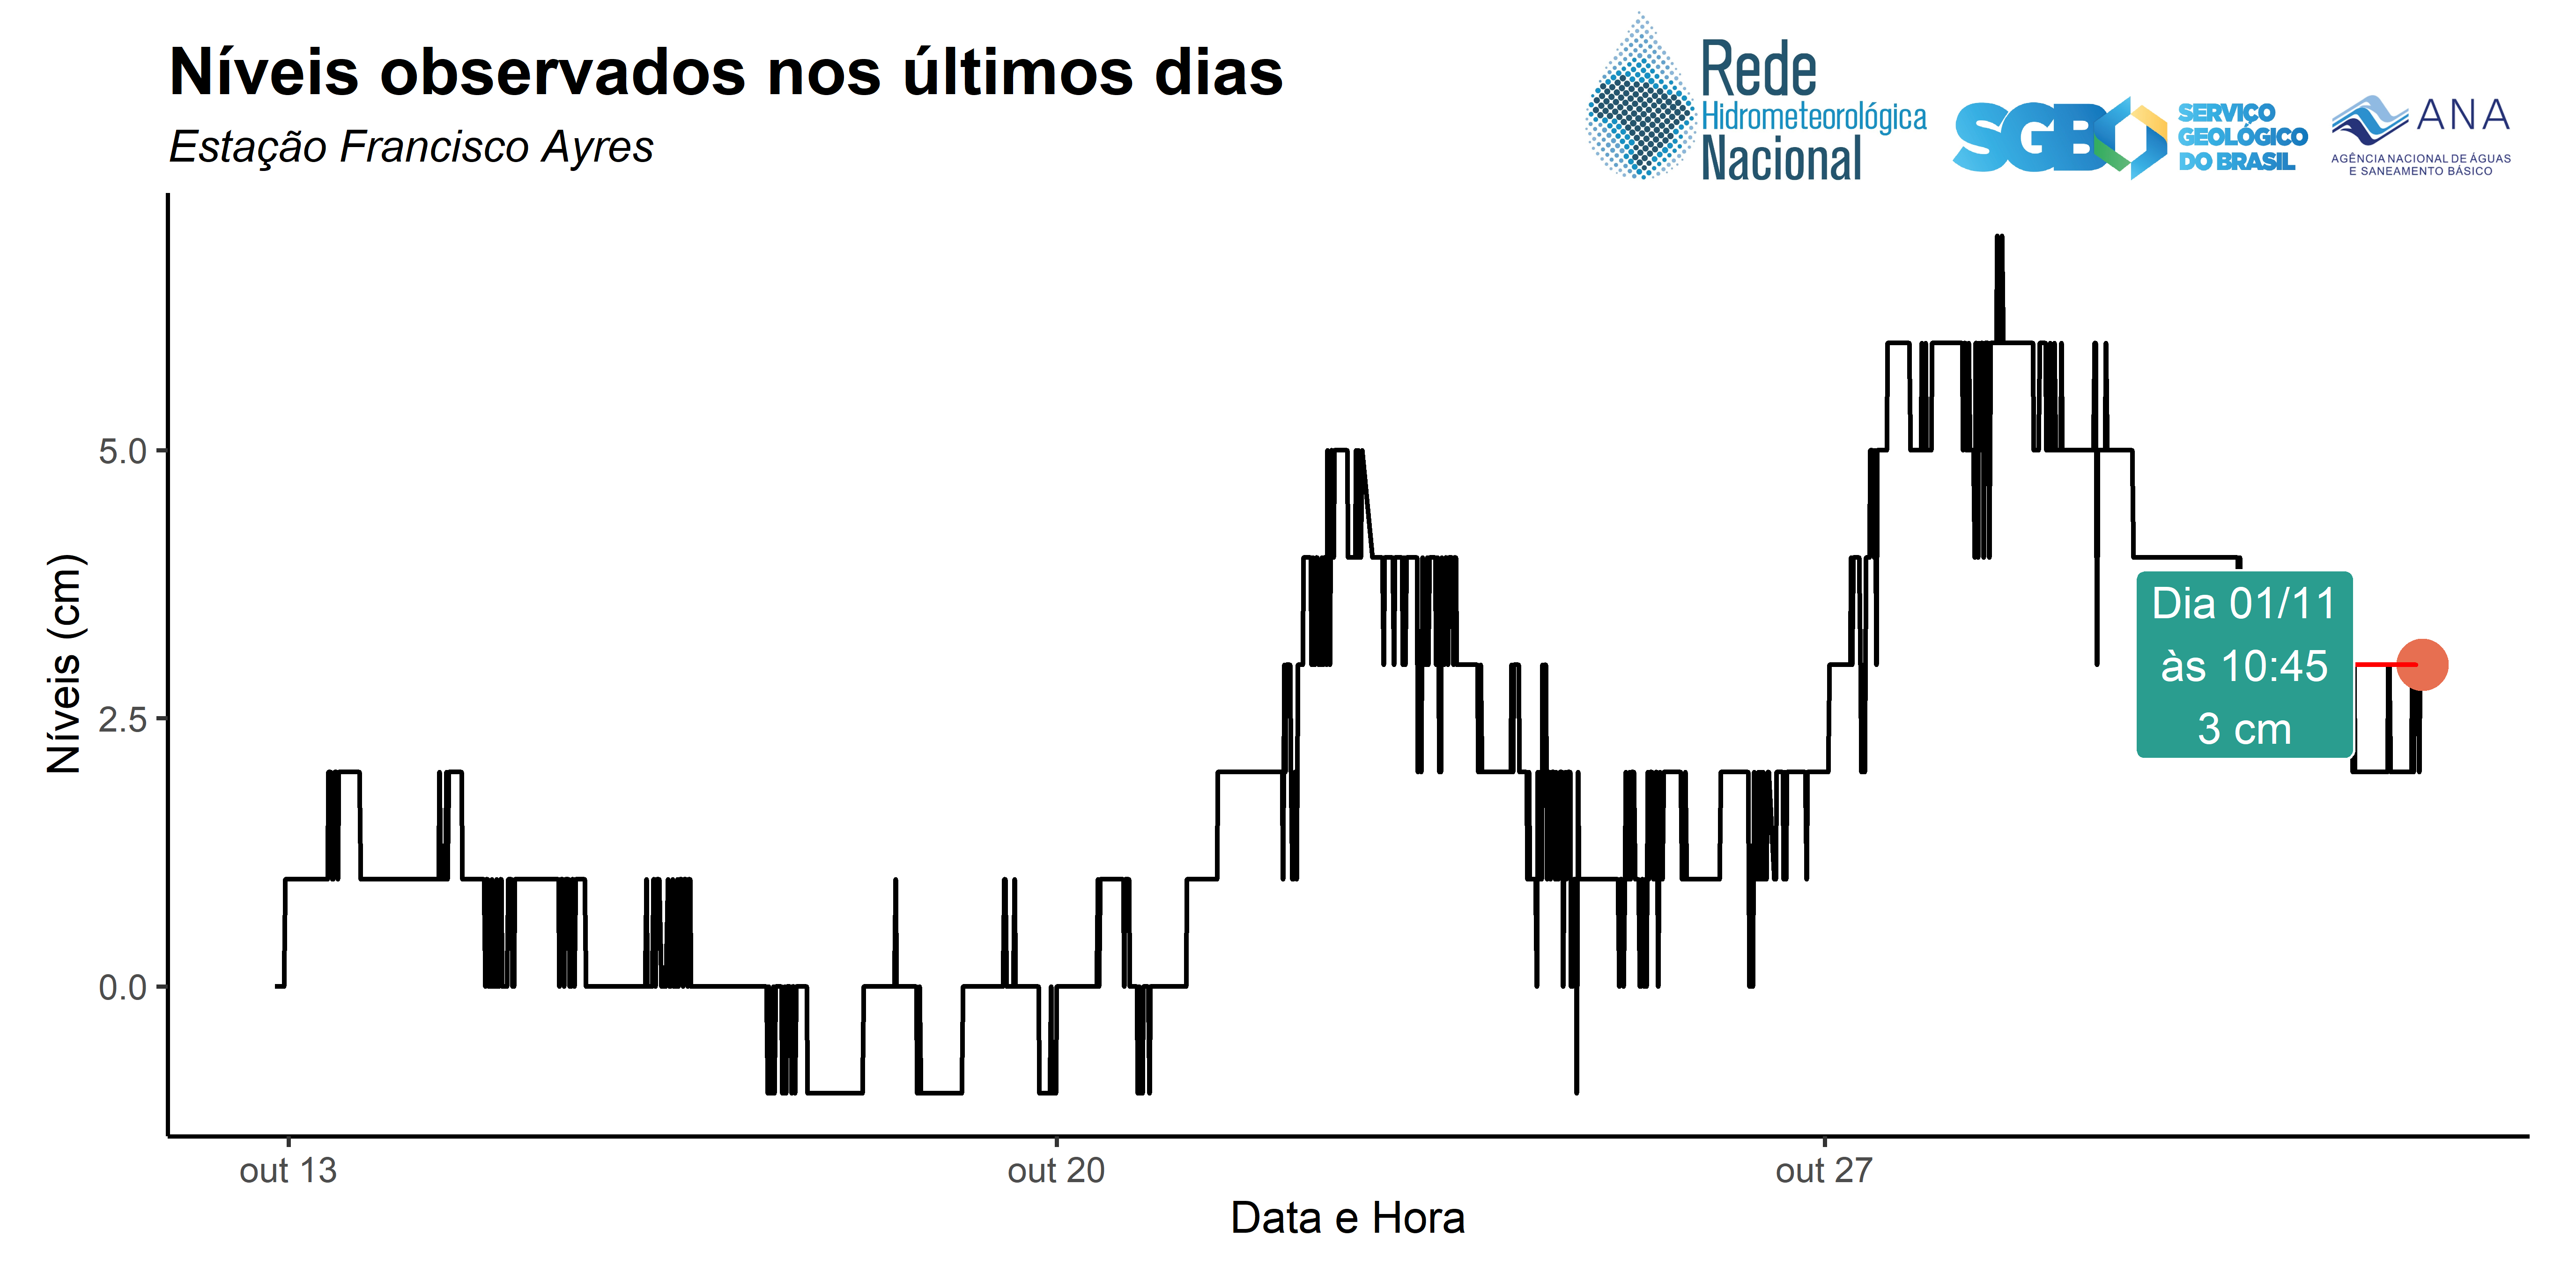 Níveis observados nos últimos dias
Estação Francisco Ayres
Rede
Hidrometeorológica
Nacional
SGB
SERVIÇO
GEOLÓGICO
DO BRASIL
ANA
AGÊNCIA NACIONAL DE ÁGUAS
E SANEAMENTO BÁSICO
Níveis (cm)
5.0
2.5
0.0
Dia 01/11
às 10:45
3 cm
out 13
out 20
out 27
Data e Hora